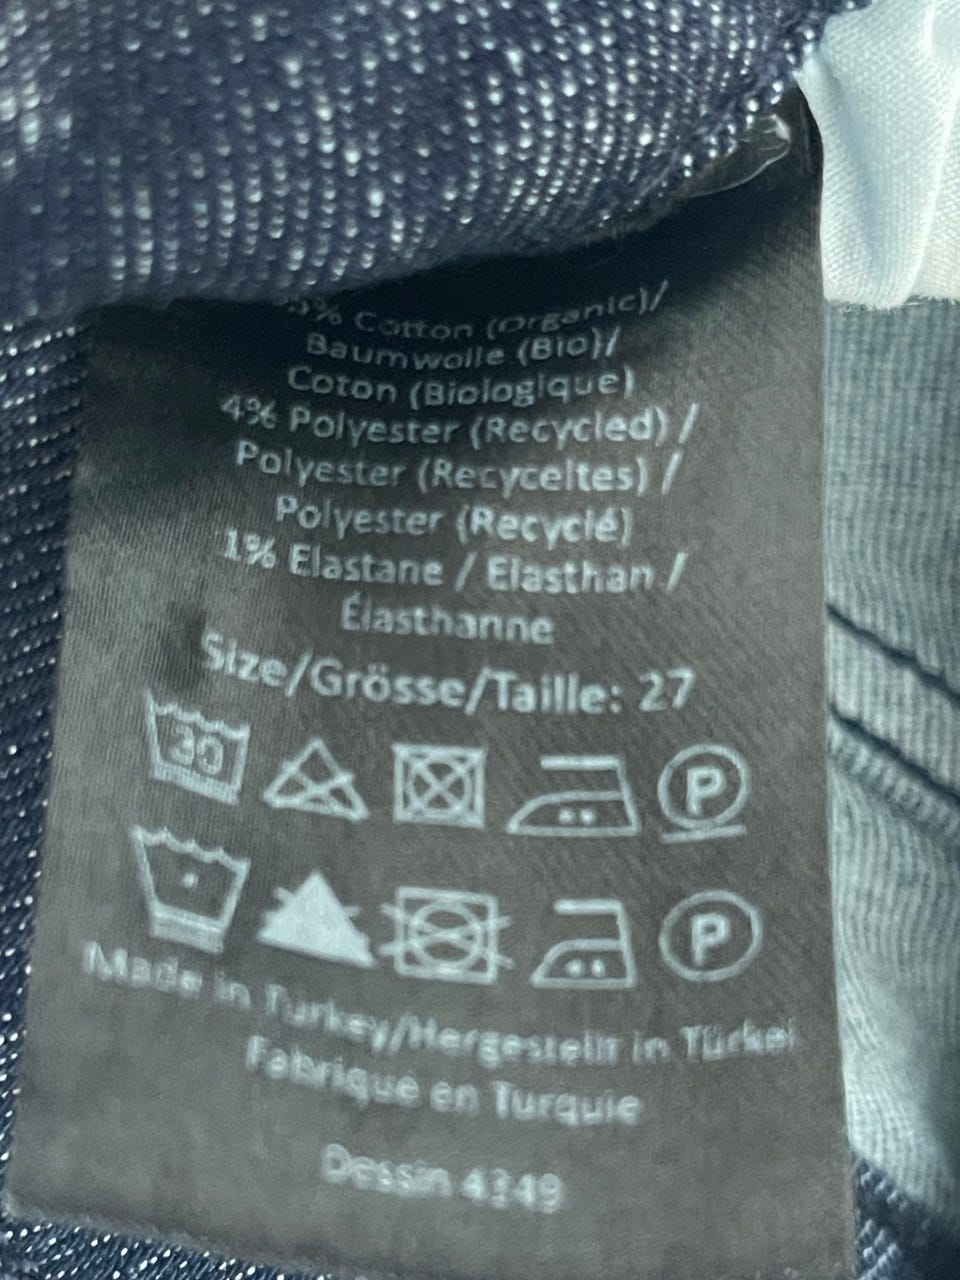 % Cotton (Organic)/
Baumwolle (Bio)/
Coton (Biologique)
4% Polyester (Recycled) /
Polyester (Recyceltes) /
Polyester (Recyclé)
1% Elastane / Elasthan /
Élasthanne
Size/Grösse/Taille: 27
30
P
P
Made in Turkey/Hergestellt in Türkei
Fabriqué en Turquie
Dessin 4349